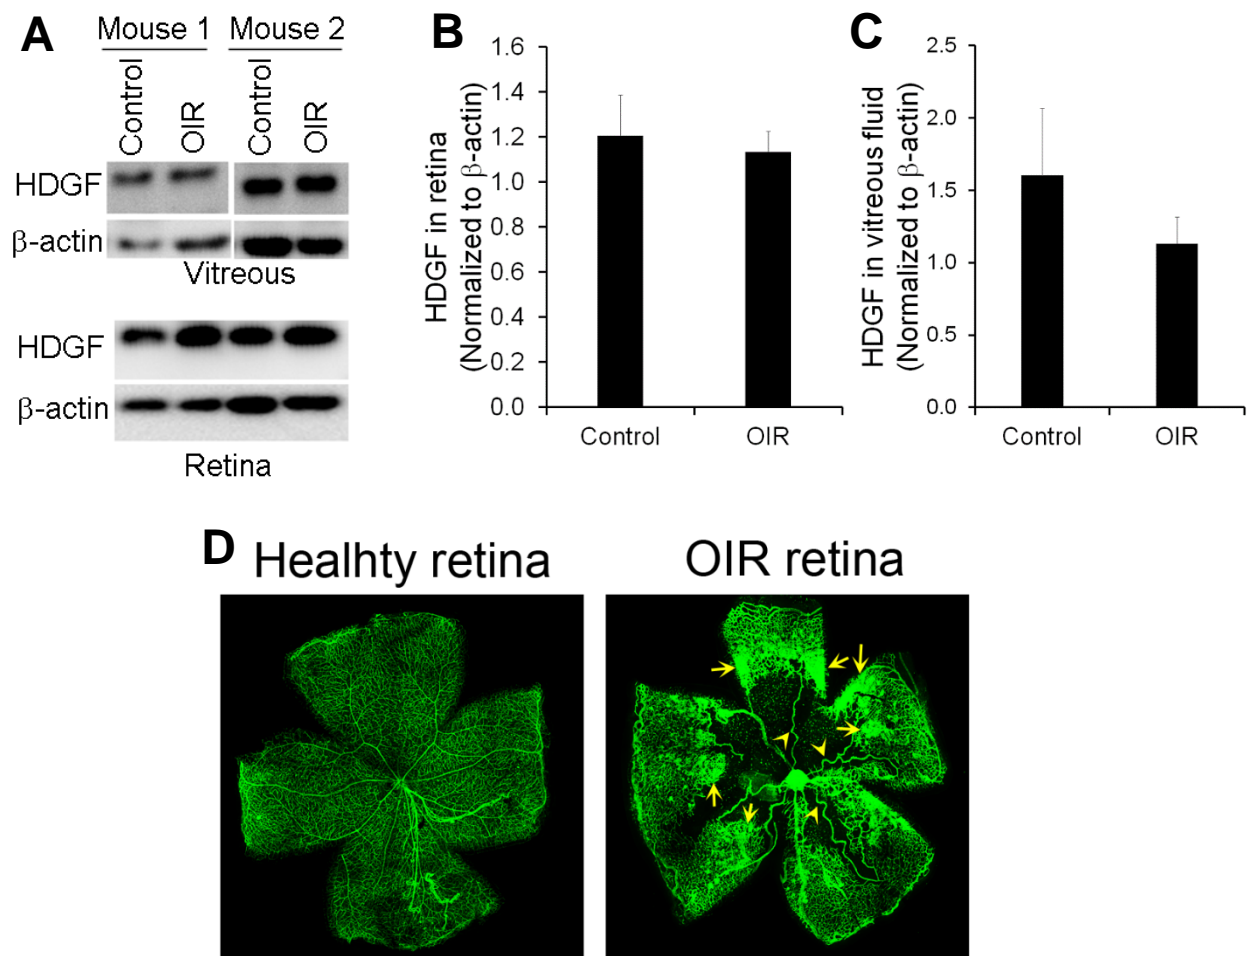 A
Mouse 1 Mouse 2
Control OIR Control OIR
HDGF
β-actin
Vitreous
HDGF
β-actin
Retina
B
HDGF in retina
(Normalized to β-actin)
1.6
1.4
1.2
1.0
0.8
0.6
0.4
0.2
0.0
Control OIR
C
HDGF in vitreous fluid
(Normalized to β-actin)
2.5
2.0
1.5
1.0
0.5
0.0
Control OIR
D
Healhty retina OIR retina